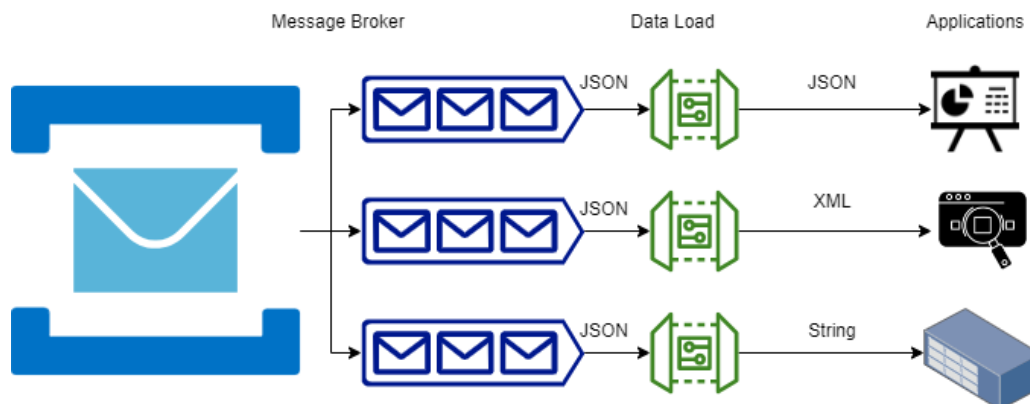 Message Broker
Data Load
Applications
JSON
JSON
JSON
XML
JSON
String